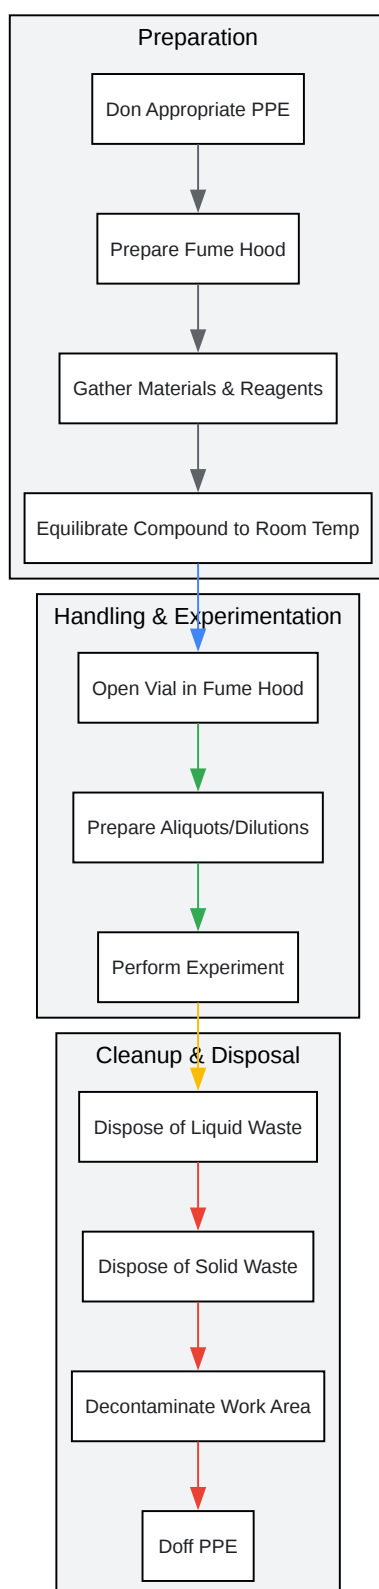 Preparation
Don Appropriate PPE
Prepare Fume Hood
Gather Materials & Reagents
Equilibrate Compound to Room Temp
Handling & Experimentation
Open Vial in Fume Hood
Prepare Aliquots/Dilutions
Perform Experiment
Cleanup & Disposal
Dispose of Liquid Waste
Dispose of Solid Waste
Decontaminate Work Area
Doff PPE